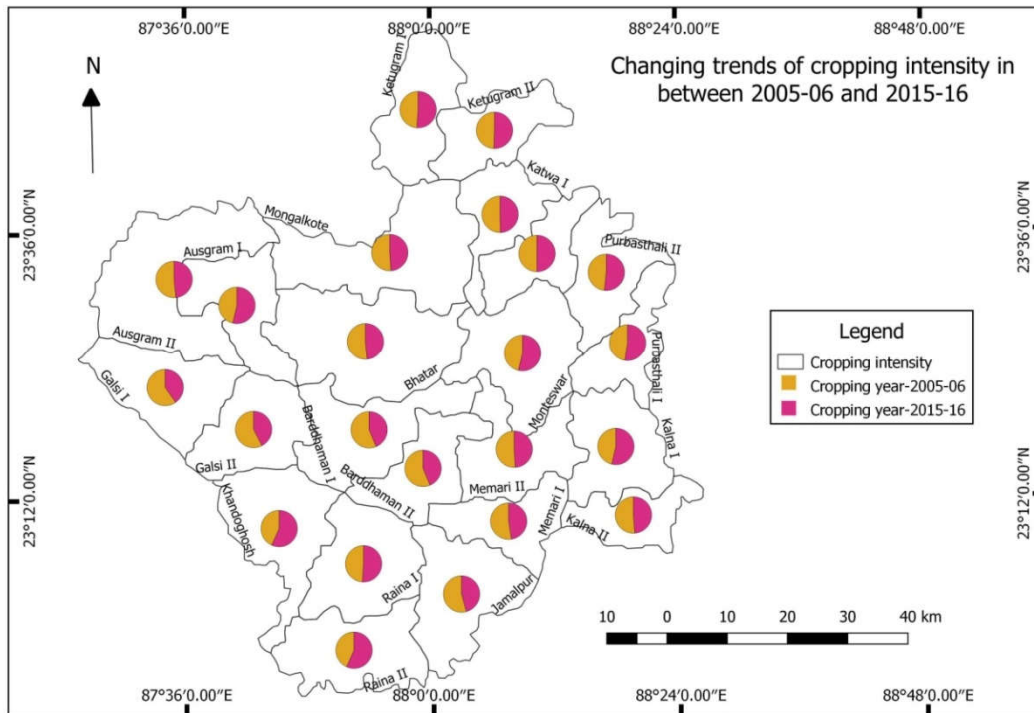 87°36′0.00″E
88°0′0.00″E
88°24′0.00″E
88°48′0.00″E
N
Changing trends of cropping intensity in
between 2005-06 and 2015-16
Ketugram I
Ketugram II
Katwa I
23°36′0.00″N
23°36′0.00″N
Mongalkote
Ausgram I
Purbasthali II
Ausgram II
Galsi I
Bhatar
Monteswar
Purbasthali I
Legend
Cropping intensity
Cropping year-2005-06
Cropping year-2015-16
Barddhaman I
Kalna I
Galsi II
Barddhaman II
Memari II
Memari I
Kalna II
23°12′0.00″N
23°12′0.00″N
Khandoghosh
Raina I
Jamalpur
Raina II
10 0 10 20 30 40 km
87°36′0.00″E
88°0′0.00″E
88°24′0.00″E
88°48′0.00″E